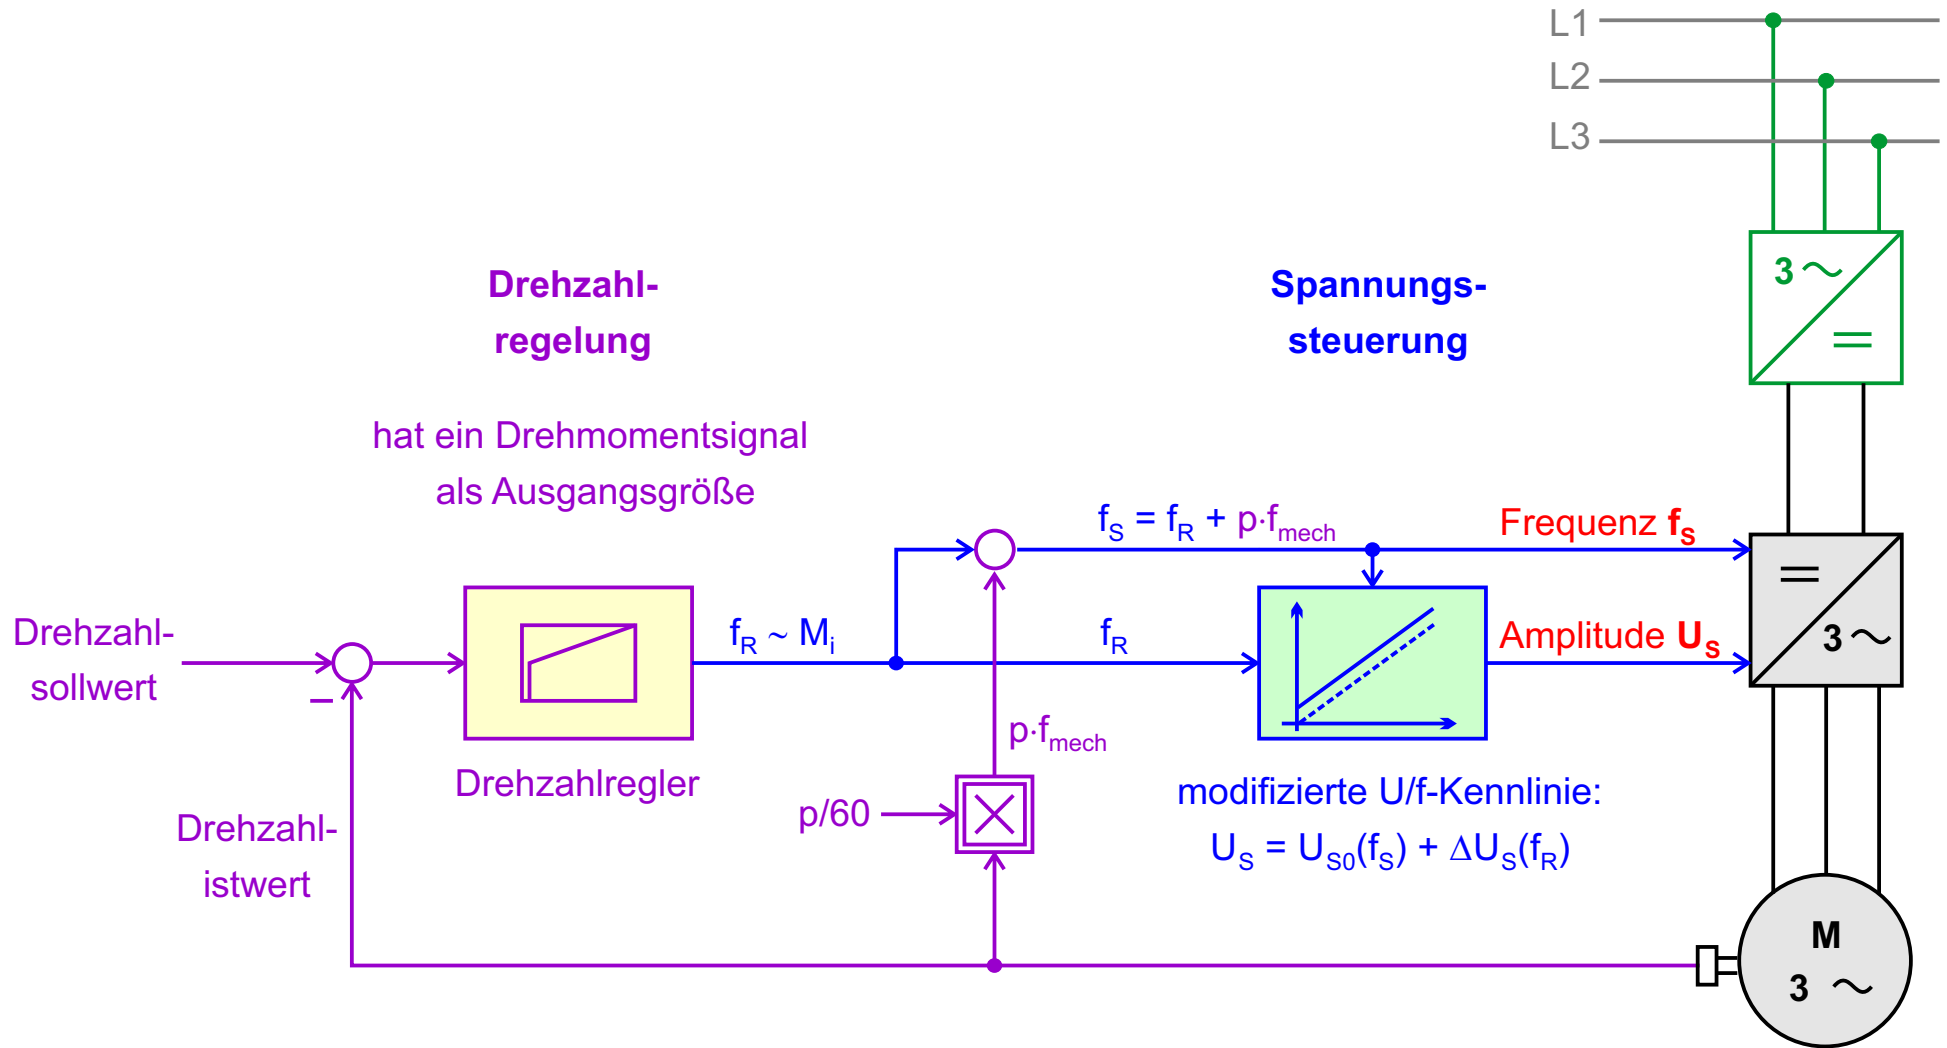 L1
L2
L3
3 ~
=
Drehzahl-
regelung
Spannungs-
steuerung
hat ein Drehmomentsignal
als Ausgangsgröße
f_S = f_R + p·f_mech
Frequenz f_S
=
3 ~
Drehzahl-
sollwert
–
f_R ~ M_i
f_R
Amplitude U_S
p·f_mech
Drehzahlregler
p/60
Drehzahl-
istwert
modifizierte U/f-Kennlinie:
U_S = U_S0(f_S) + ΔU_S(f_R)
M
3 ~